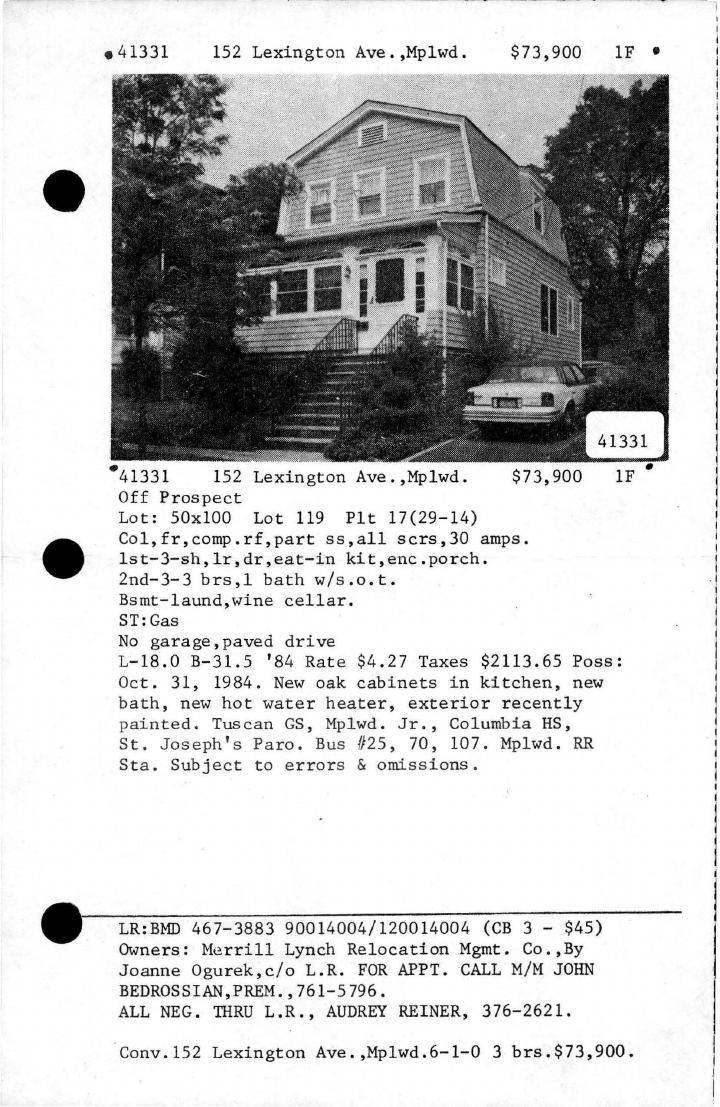 41331 152 Lexington Ave.,Mplwd. $73,900 1F
41331
41331 152 Lexington Ave.,Mplwd. $73,900 1F
Off Prospect
Lot: 50x100 Lot 119 Plt 17(29-14)
Col,fr,comp.rf,part ss,all scrs,30 amps.
1st-3-sh,lr,dr,eat-in kit,enc.porch.
2nd-3-3 brs,1 bath w/s.o.t.
Bsmt-laund,wine cellar.
ST:Gas
No garage,paved drive
L-18.0 B-31.5 '84 Rate $4.27 Taxes $2113.65 Poss:
Oct. 31, 1984. New oak cabinets in kitchen, new
bath, new hot water heater, exterior recently
painted. Tuscan GS, Mplwd. Jr., Columbia HS,
St. Joseph's Paro. Bus #25, 70, 107. Mplwd. RR
Sta. Subject to errors & omissions.
LR:BMD 467-3883 90014004/120014004 (CB 3 - $45)
Owners: Merrill Lynch Relocation Mgmt. Co.,By
Joanne Ogurek,c/o L.R. FOR APPT. CALL M/M JOHN
BEDROSSIAN,PREM.,761-5796.
ALL NEG. THRU L.R., AUDREY REINER, 376-2621.
Conv.152 Lexington Ave.,Mplwd.6-1-0 3 brs.$73,900.